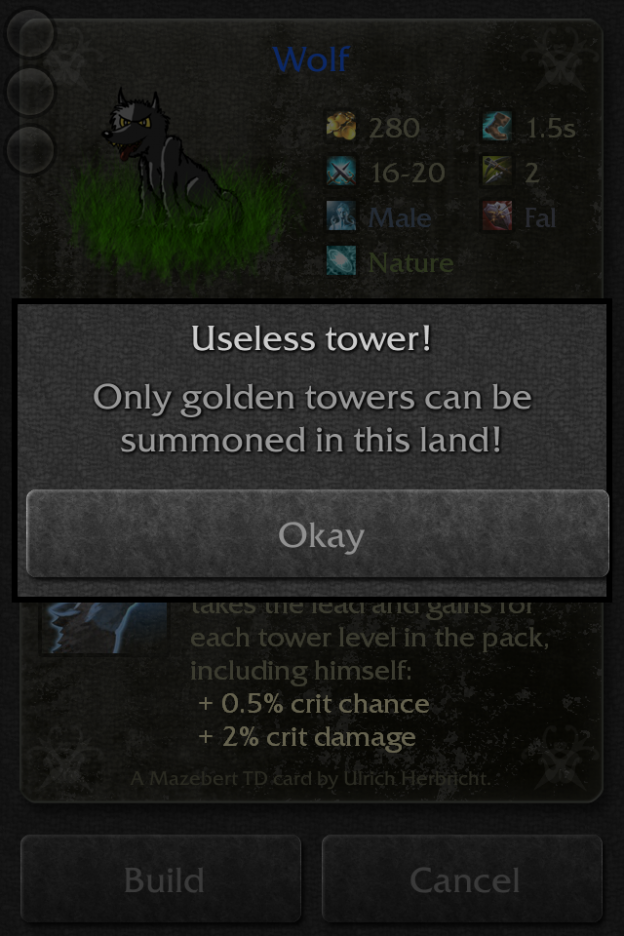 Wolf
280
1.5s
16-20
2
Male
Fal
Nature
Useless tower!
Only golden towers can be
summoned in this land!
Okay
takes the lead and gains for
each tower level in the pack,
including himself:
+ 0.5% crit chance
+ 2% crit damage
A Mazebert TD card by Ulrich Herbricht.
Build
Cancel